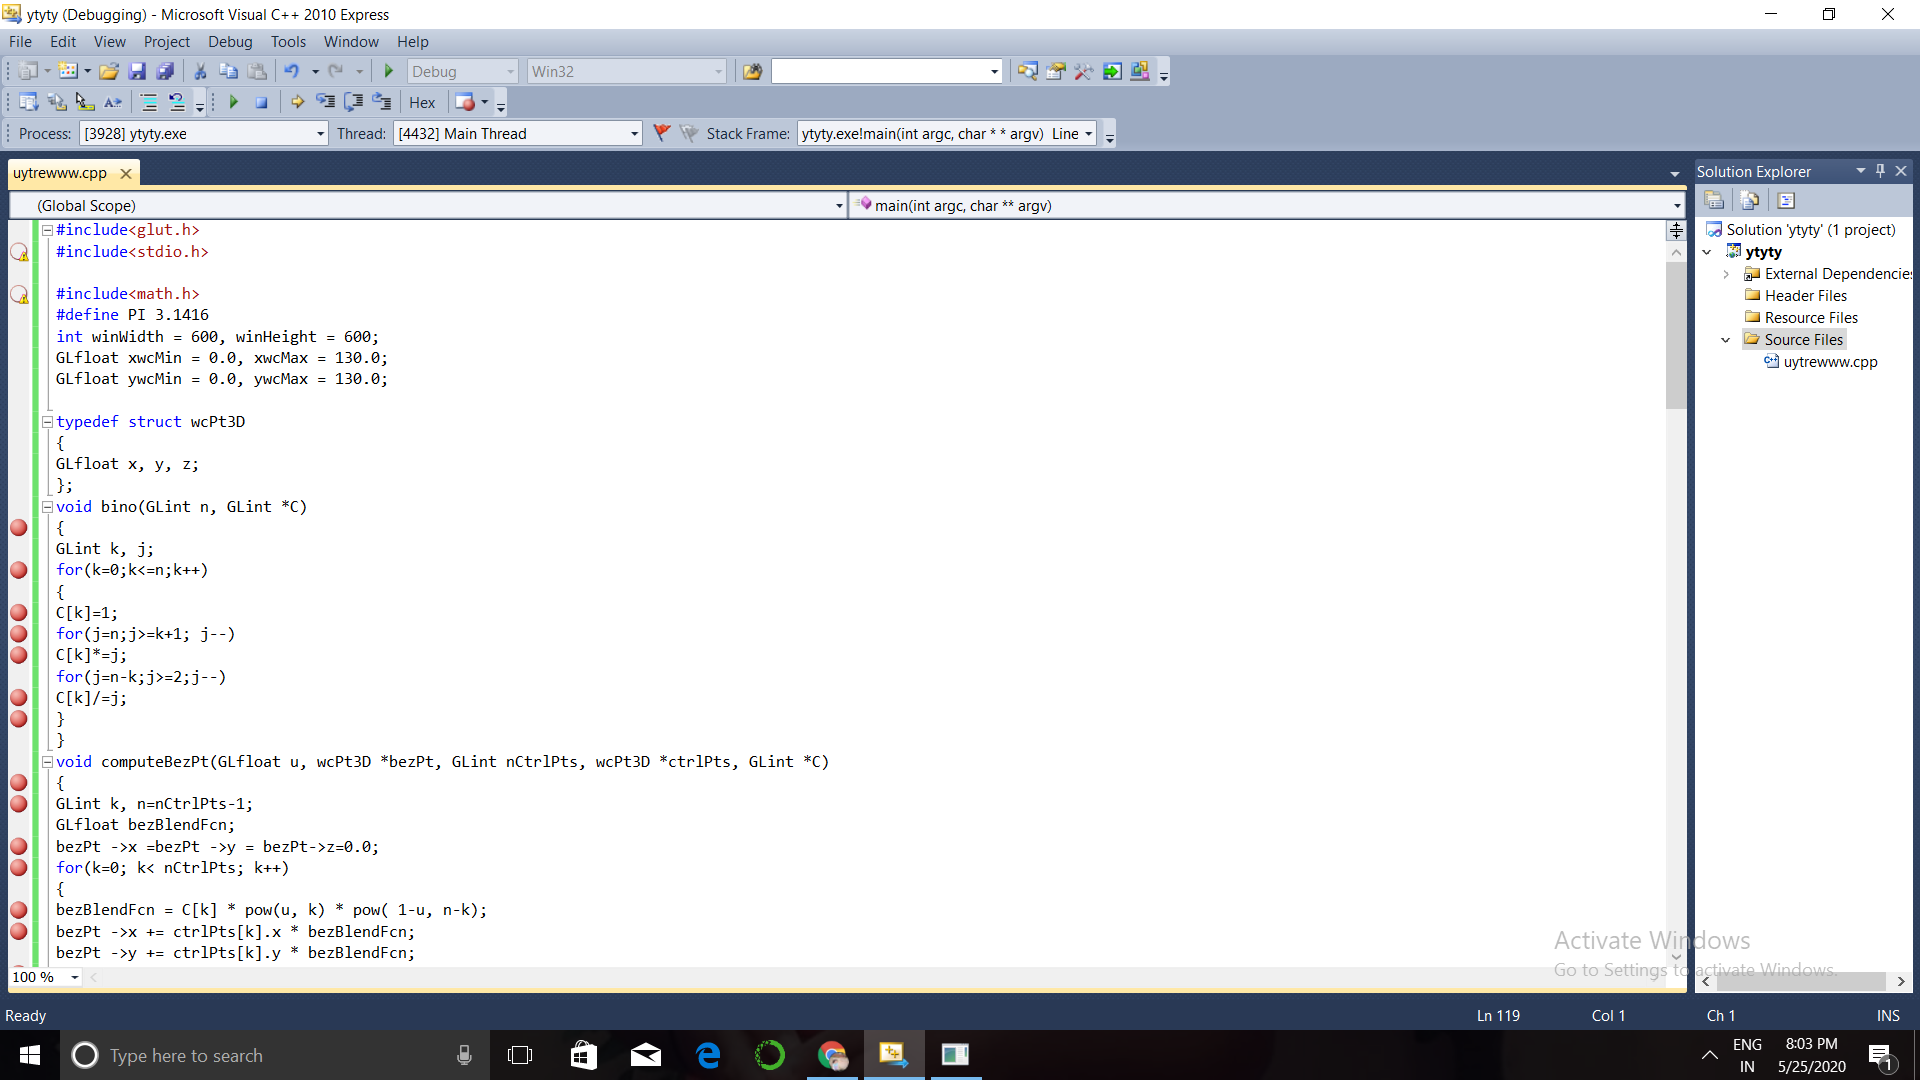 ytyty (Debugging) - Microsoft Visual C++ 2010 Express
File Edit View Project Debug Tools Window Help
Debug Win32
Hex
Process: [3928] ytyty.exe Thread: [4432] Main Thread Stack Frame: ytyty.exe!main(int argc, char * * argv) Line
uytrewww.cpp
(Global Scope) main(int argc, char ** argv)
#include<glut.h>
#include<stdio.h>
#include<math.h>
#define PI 3.1416
int winWidth = 600, winHeight = 600;
GLfloat xwcMin = 0.0, xwcMax = 130.0;
GLfloat ywcMin = 0.0, ywcMax = 130.0;
typedef struct wcPt3D
{
GLfloat x, y, z;
};
void bino(GLint n, GLint *C)
{
GLint k, j;
for(k=0;k<=n;k++)
{
C[k]=1;
for(j=n;j>=k+1; j--)
C[k]*=j;
for(j=n-k;j>=2;j--)
C[k]/=j;
}
}
void computeBezPt(GLfloat u, wcPt3D *bezPt, GLint nCtrlPts, wcPt3D *ctrlPts, GLint *C)
{
GLint k, n=nCtrlPts-1;
GLfloat bezBlendFcn;
bezPt ->x =bezPt ->y = bezPt->z=0.0;
for(k=0; k< nCtrlPts; k++)
{
bezBlendFcn = C[k] * pow(u, k) * pow( 1-u, n-k);
bezPt ->x += ctrlPts[k].x * bezBlendFcn;
bezPt ->y += ctrlPts[k].y * bezBlendFcn;
100 %
Solution Explorer
Solution 'ytyty' (1 project)
ytyty
External Dependencies
Header Files
Resource Files
Source Files
uytrewww.cpp
Activate Windows
Go to Settings to activate Windows.
Ready Ln 119 Col 1 Ch 1 INS
Type here to search
ENG
IN
8:03 PM
5/25/2020
1